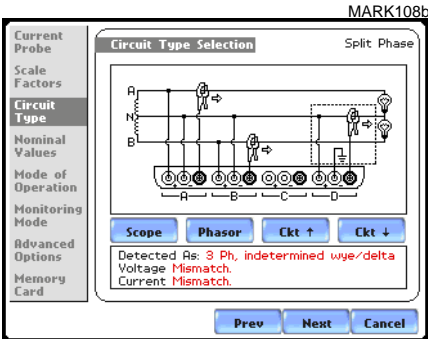 MARK108b
Current
Probe
Scale
Factors
Circuit
Type
Nominal
Values
Mode of
Operation
Monitoring
Mode
Advanced
Options
Memory
Card
Circuit Type Selection
Split Phase
A
N
B
+ - + - + - + -
A B C D
Scope Phasor Ckt ↑ Ckt ↓
Detected As: 3 Ph, indetermined wye/delta
Voltage Mismatch.
Current Mismatch.
Prev Next Cancel